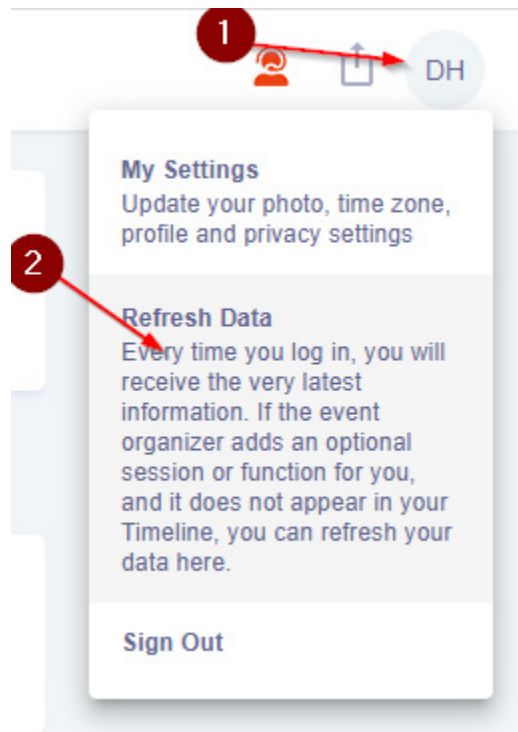 1
DH
My Settings
Update your photo, time zone,
profile and privacy settings
2
Refresh Data
Every time you log in, you will
receive the very latest
information. If the event
organizer adds an optional
session or function for you,
and it does not appear in your
Timeline, you can refresh your
data here.
Sign Out